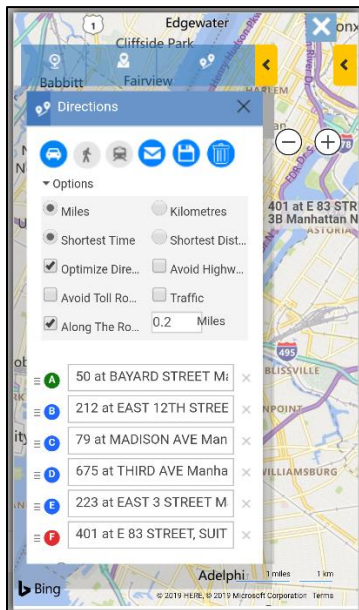 1
Edgewater
Cliffside Park
Babbitt
Fairview
HARLEM
Directions
Options
Miles
Kilometres
Shortest Time
Shortest Dist...
Optimize Dire...
Avoid Highw...
Avoid Toll Ro...
Traffic
Along The Ro...
0.2
Miles
278
401 at E 83 STR
3B Manhattan N
ASTORIA
495
BLISSVILLE
WILLIAMSBURG
A
50 at BAYARD STREET Ma
B
212 at EAST 12TH STREE
C
79 at MADISON AVE Man
D
675 at THIRD AVE Manha
E
223 at EAST 3 STREET M
F
401 at E 83 STREET, SUIT
Adelphi
1 miles
1 km
Bing
© 2019 HERE, © 2019 Microsoft Corporation
Terms